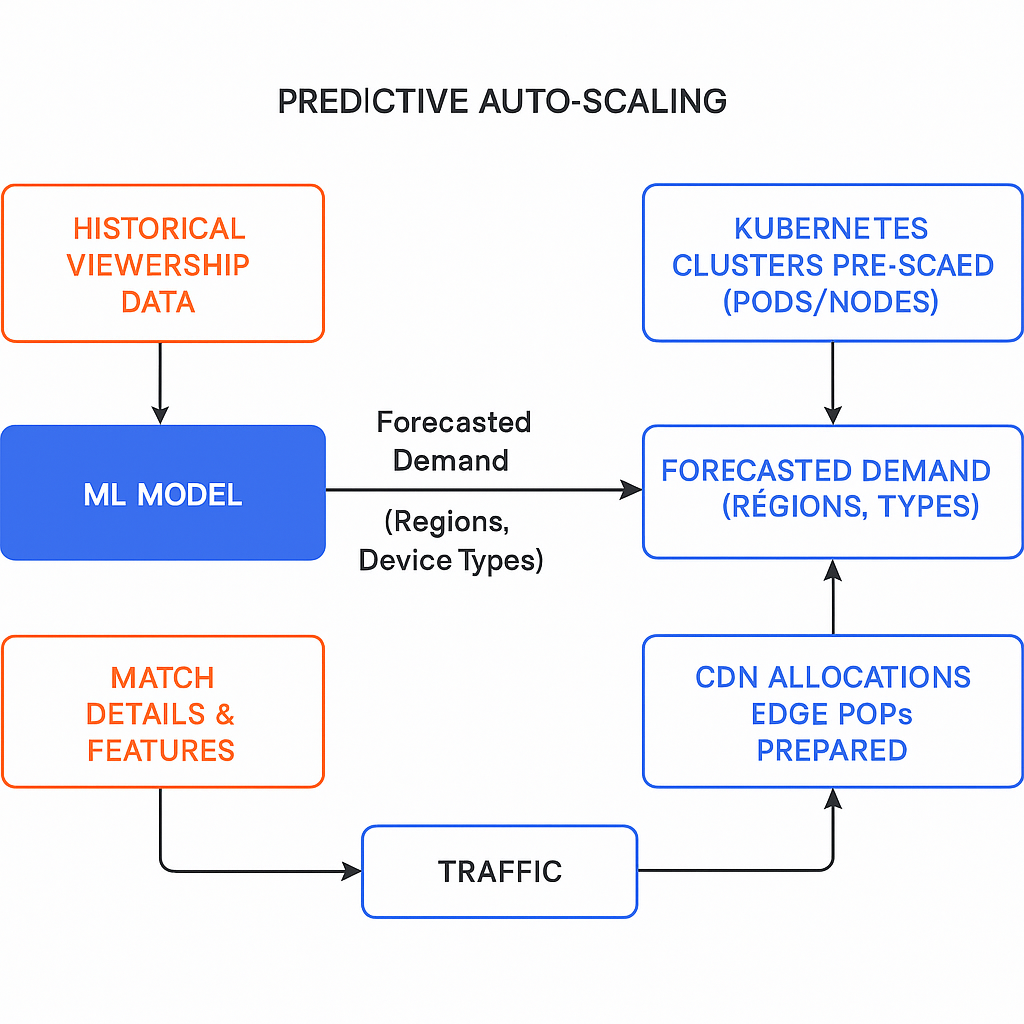 PREDICTIVE AUTO-SCALING
HISTORICAL
VIEWERSHIP
DATA
KUBERNETES
CLUSTERS PRE-SCAED
(PODS/NODES)
ML MODEL
Forecasted
Demand
(Regions,
Device Types)
FORECASTED DEMAND
(RÉGIONS, TYPES)
MATCH
DETAILS &
FEATURES
CDN ALLOCATIONS
EDGE POPs
PREPARED
TRAFFIC